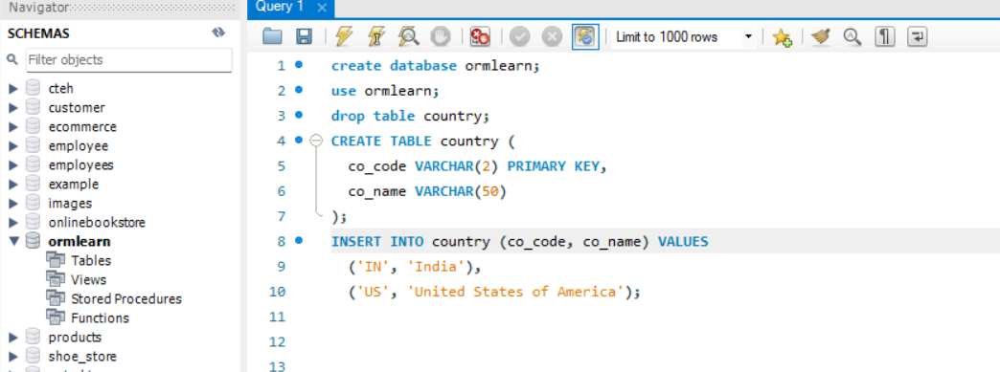 Navigator
SCHEMAS
Filter objects
cteh
customer
ecommerce
employee
employees
example
images
onlinebookstore
ormlearn
Tables
Views
Stored Procedures
Functions
products
shoe_store
Query 1
Limit to 1000 rows
1 create database ormlearn;
2 use ormlearn;
3 drop table country;
4 CREATE TABLE country (
5 co_code VARCHAR(2) PRIMARY KEY,
6 co_name VARCHAR(50)
7 );
8 INSERT INTO country (co_code, co_name) VALUES
9 ('IN', 'India'),
10 ('US', 'United States of America');
11
12
13